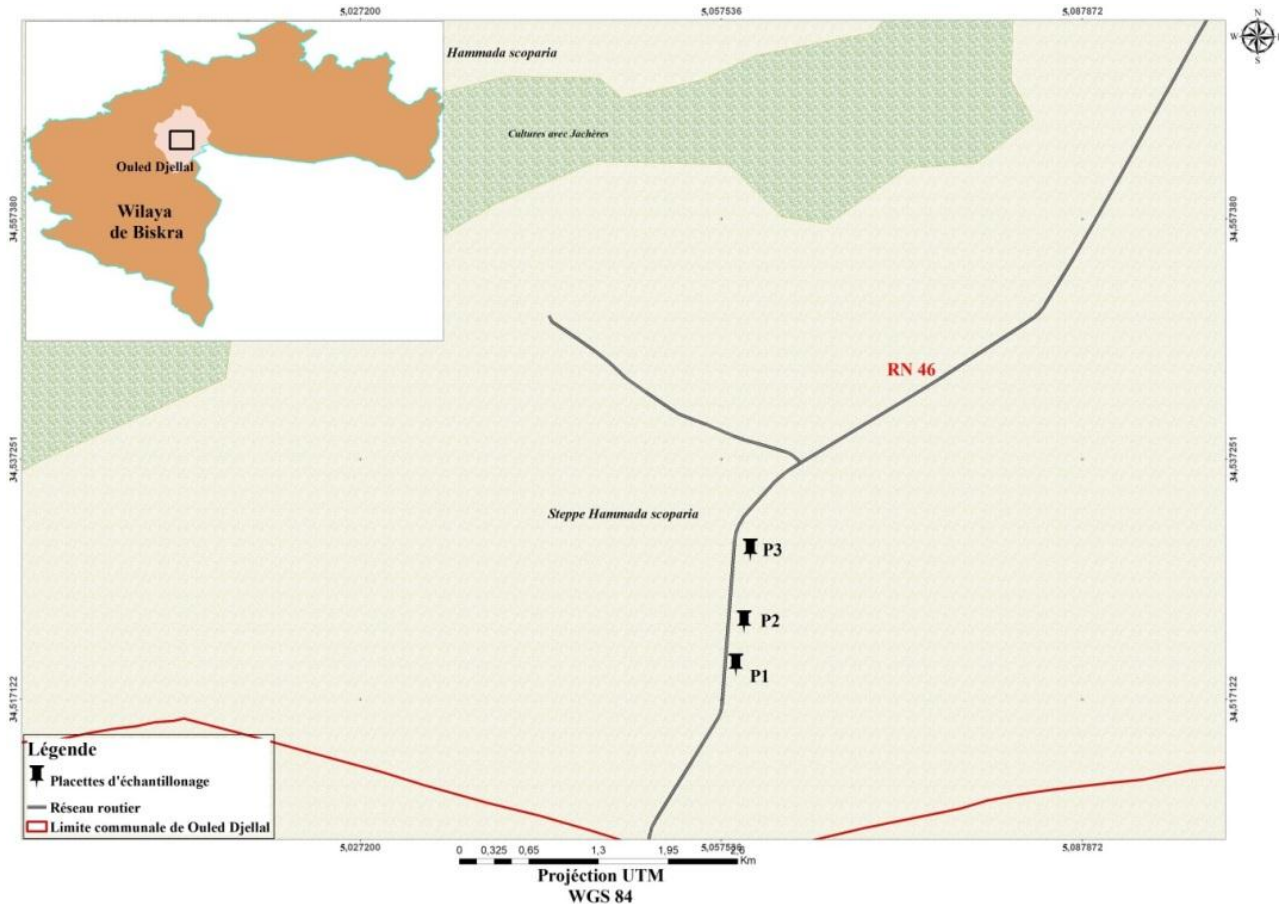 5,027200
5,057536
5,087872
N
W
E
S
Hammada scoparia
Cultures avec Jachères
Ouled Djellal
Wilaya
de Biskra
34,557380
34,557380
RN 46
34,537251
34,537251
Steppe Hammada scoparia
P3
P2
P1
34,517122
34,517122
Légende
Placettes d'échantillonage
Réseau routier
Limite communale de Ouled Djellal
5,027200
5,057536
5,087872
0 0,325 0,65 1,3 1,95 2,6
Km
Projéction UTM
WGS 84